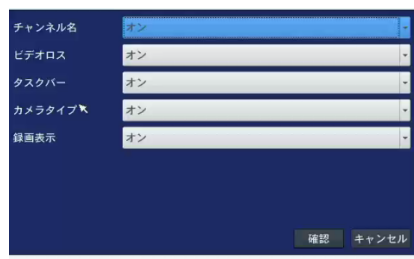 チャンネル名 オン
ビデオロス オン
タスクバー オン
カメラタイプ オン
録画表示 オン
確認 キャンセル